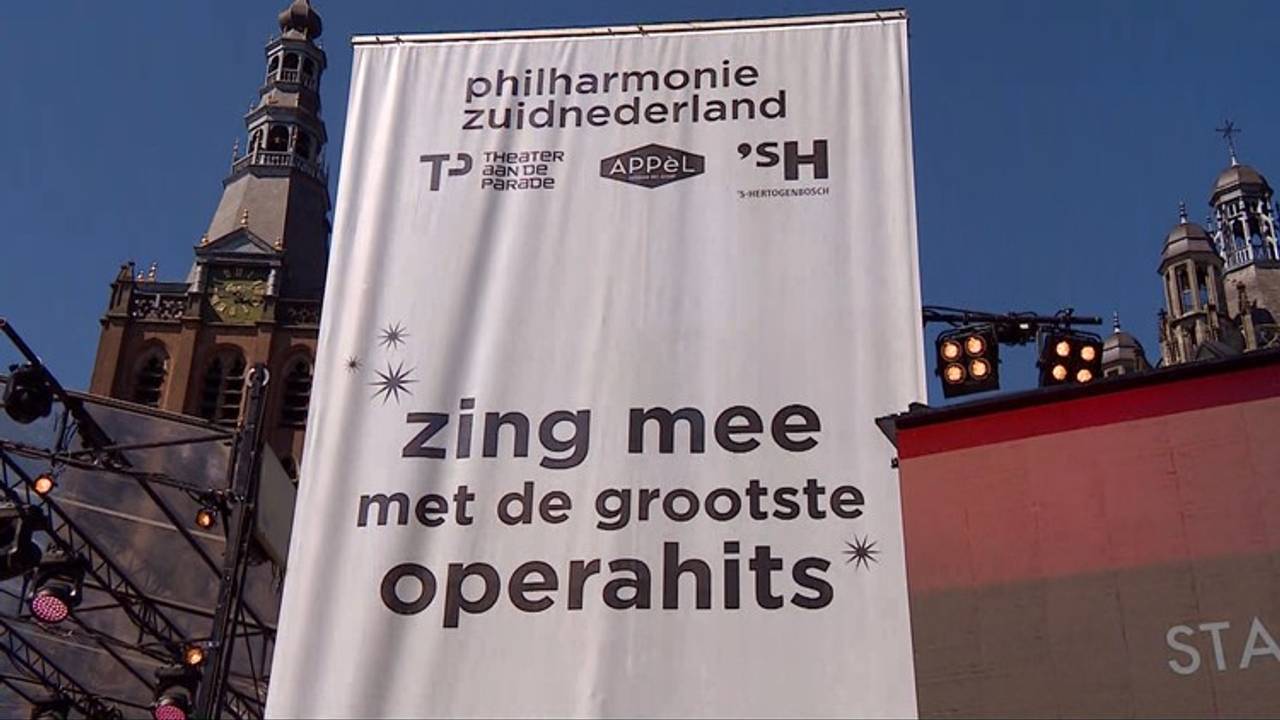 philharmonie
zuidnederland
TP THEATER
AAN DE
PARADE
APPèL
'SH
'S-HERTOGENBOSCH
zing mee
met de grootste
operahits
STA